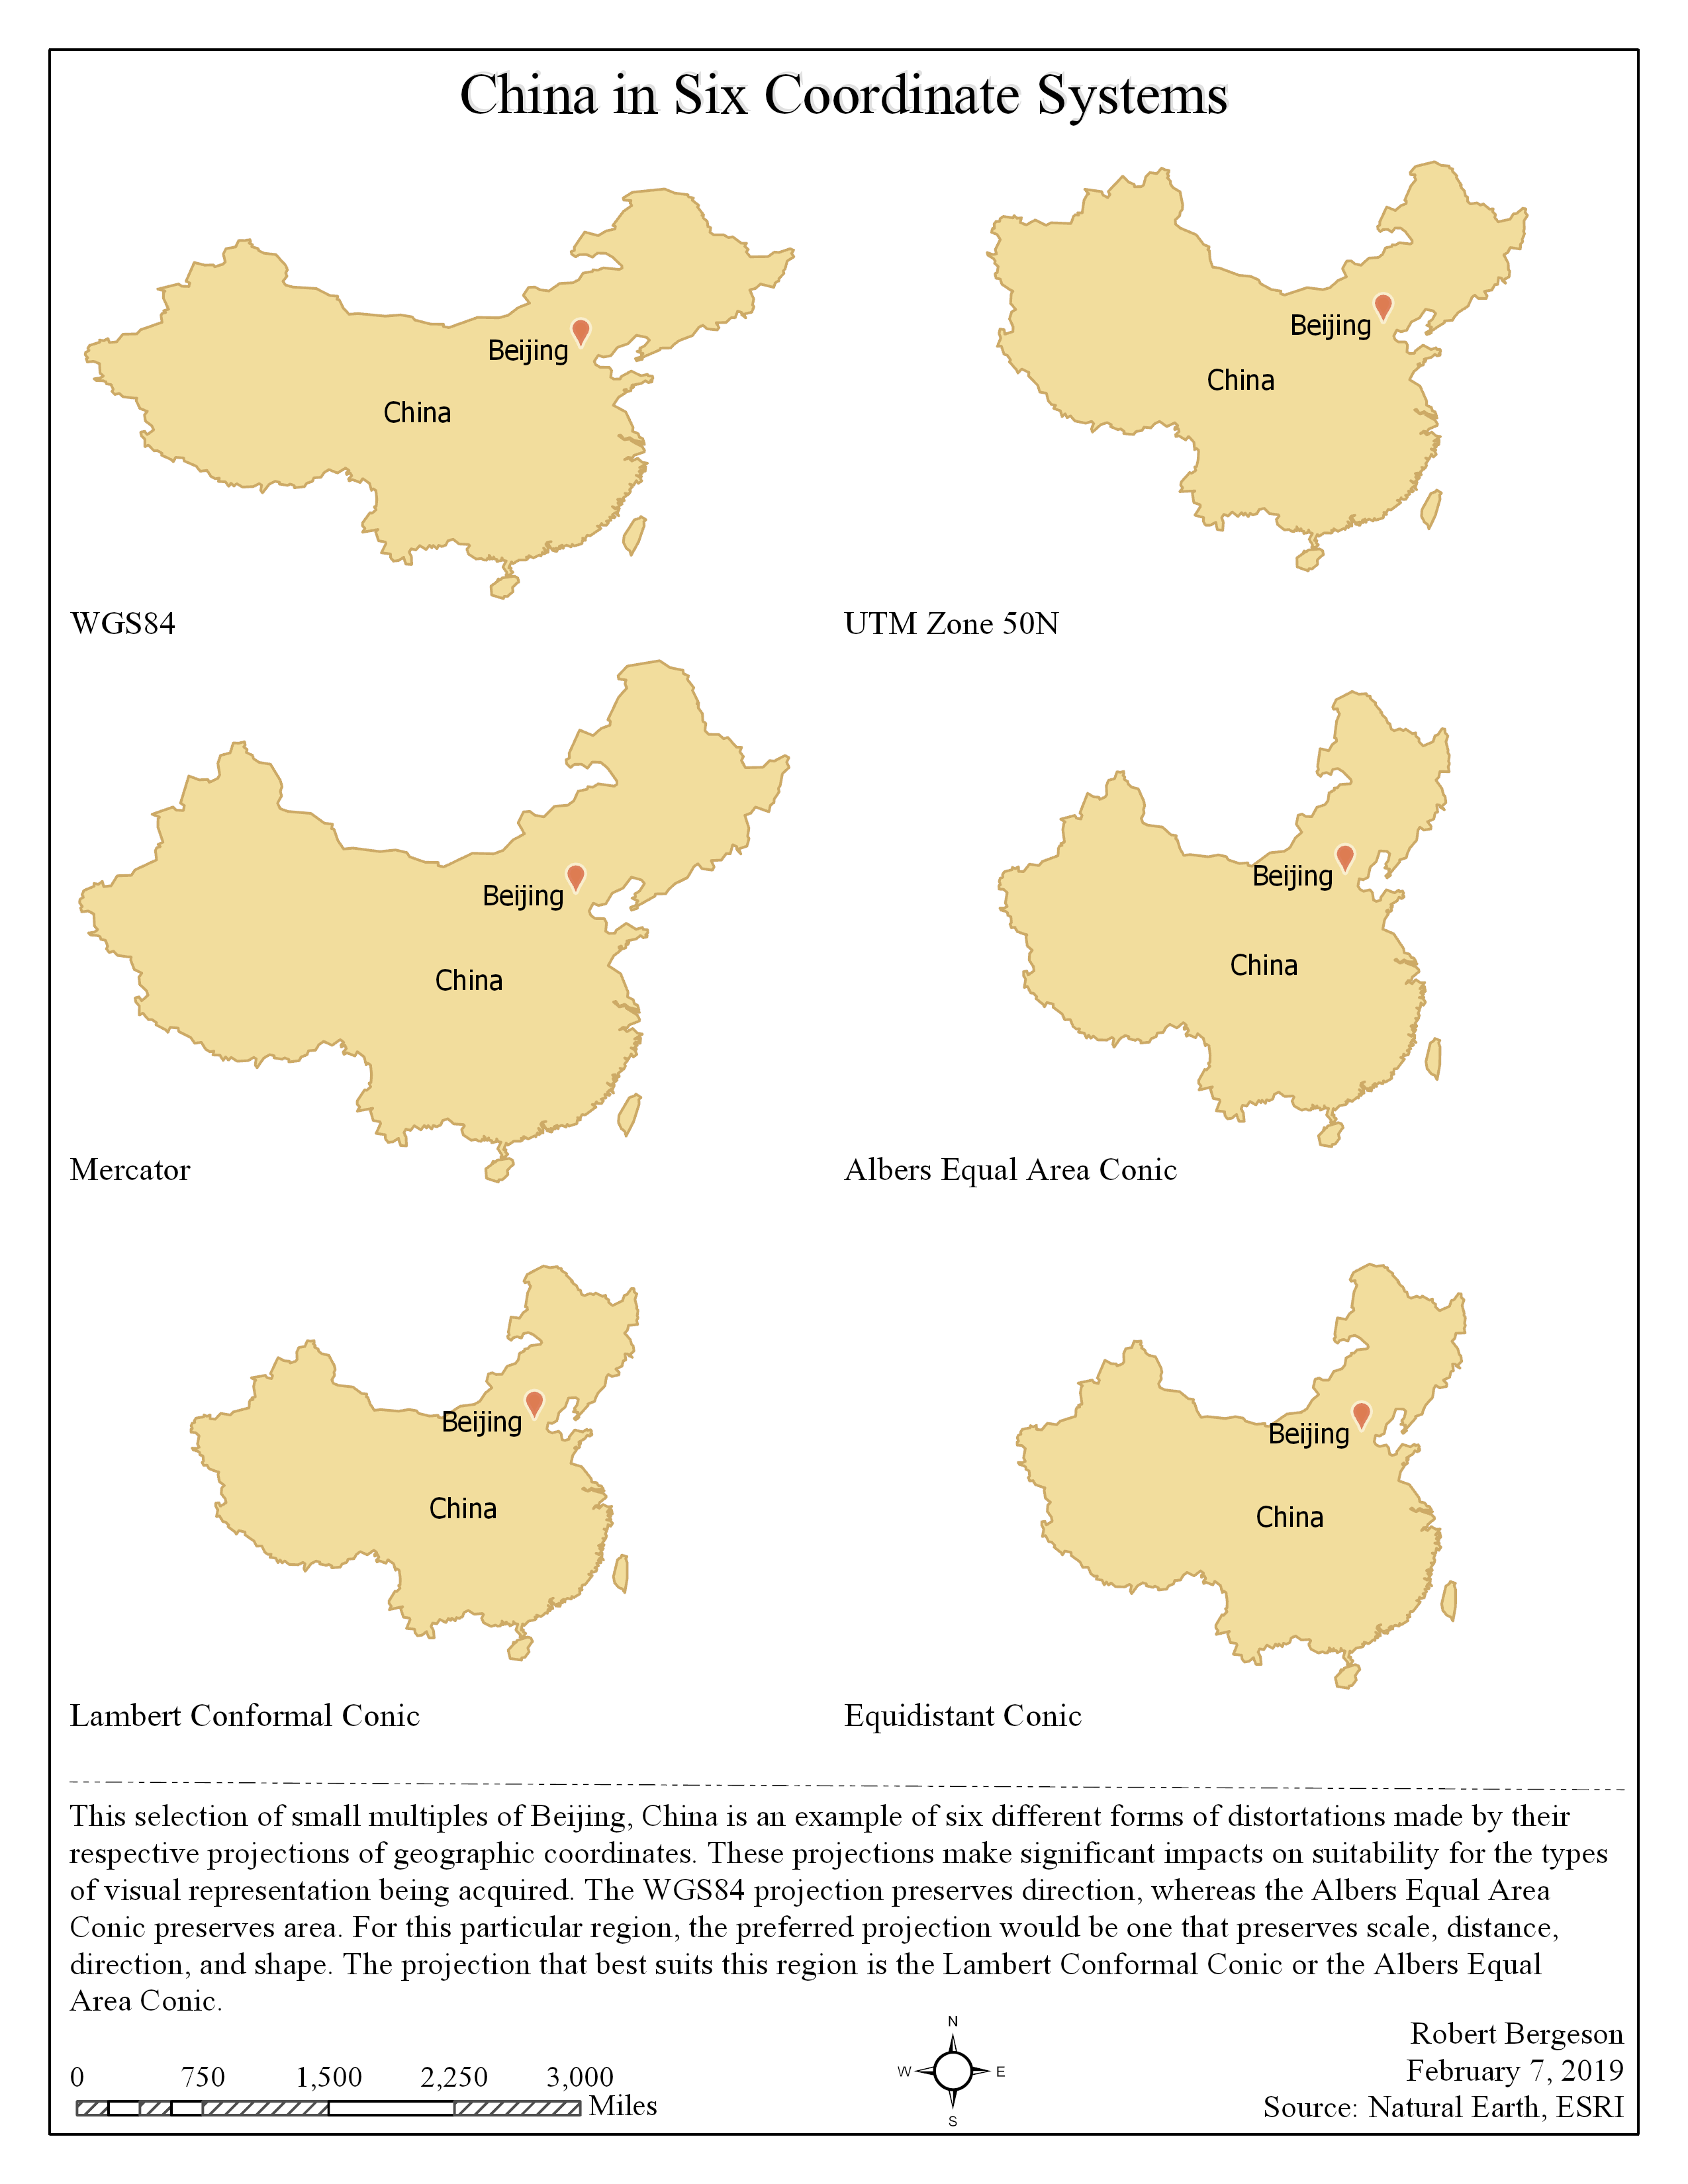 China in Six Coordinate Systems
Beijing
China
WGS84
Beijing
China
UTM Zone 50N
Beijing
China
Mercator
Beijing
China
Albers Equal Area Conic
Beijing
China
Lambert Conformal Conic
Beijing
China
Equidistant Conic
This selection of small multiples of Beijing, China is an example of six different forms of distortations made by their
respective projections of geographic coordinates. These projections make significant impacts on suitability for the types
of visual representation being acquired. The WGS84 projection preserves direction, whereas the Albers Equal Area
Conic preserves area. For this particular region, the preferred projection would be one that preserves scale, distance,
direction, and shape. The projection that best suits this region is the Lambert Conformal Conic or the Albers Equal
Area Conic.
0 750 1,500 2,250 3,000
Miles
N
W E
S
Robert Bergeson
February 7, 2019
Source: Natural Earth, ESRI